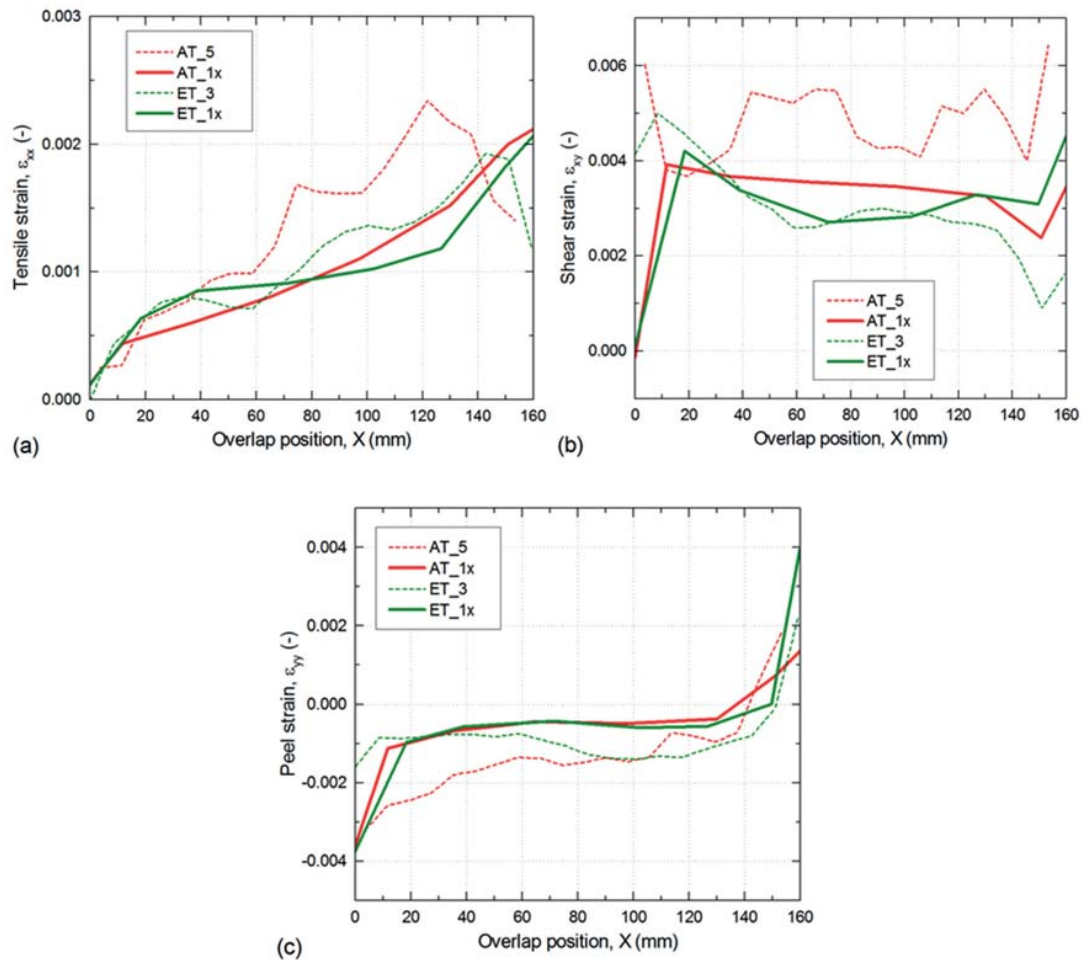 0.003
0.002
0.001
0.000
Tensile strain, εxx (-)
AT_5
AT_1x
ET_3
ET_1x
0 20 40 60 80 100 120 140 160
Overlap position, X (mm)
(a)
0.006
0.004
0.002
0.000
Shear strain, εxy (-)
AT_5
AT_1x
ET_3
ET_1x
0 20 40 60 80 100 120 140 160
Overlap position, X (mm)
(b)
0.004
0.002
0.000
-0.002
-0.004
Peel strain, εyy (-)
AT_5
AT_1x
ET_3
ET_1x
0 20 40 60 80 100 120 140 160
Overlap position, X (mm)
(c)